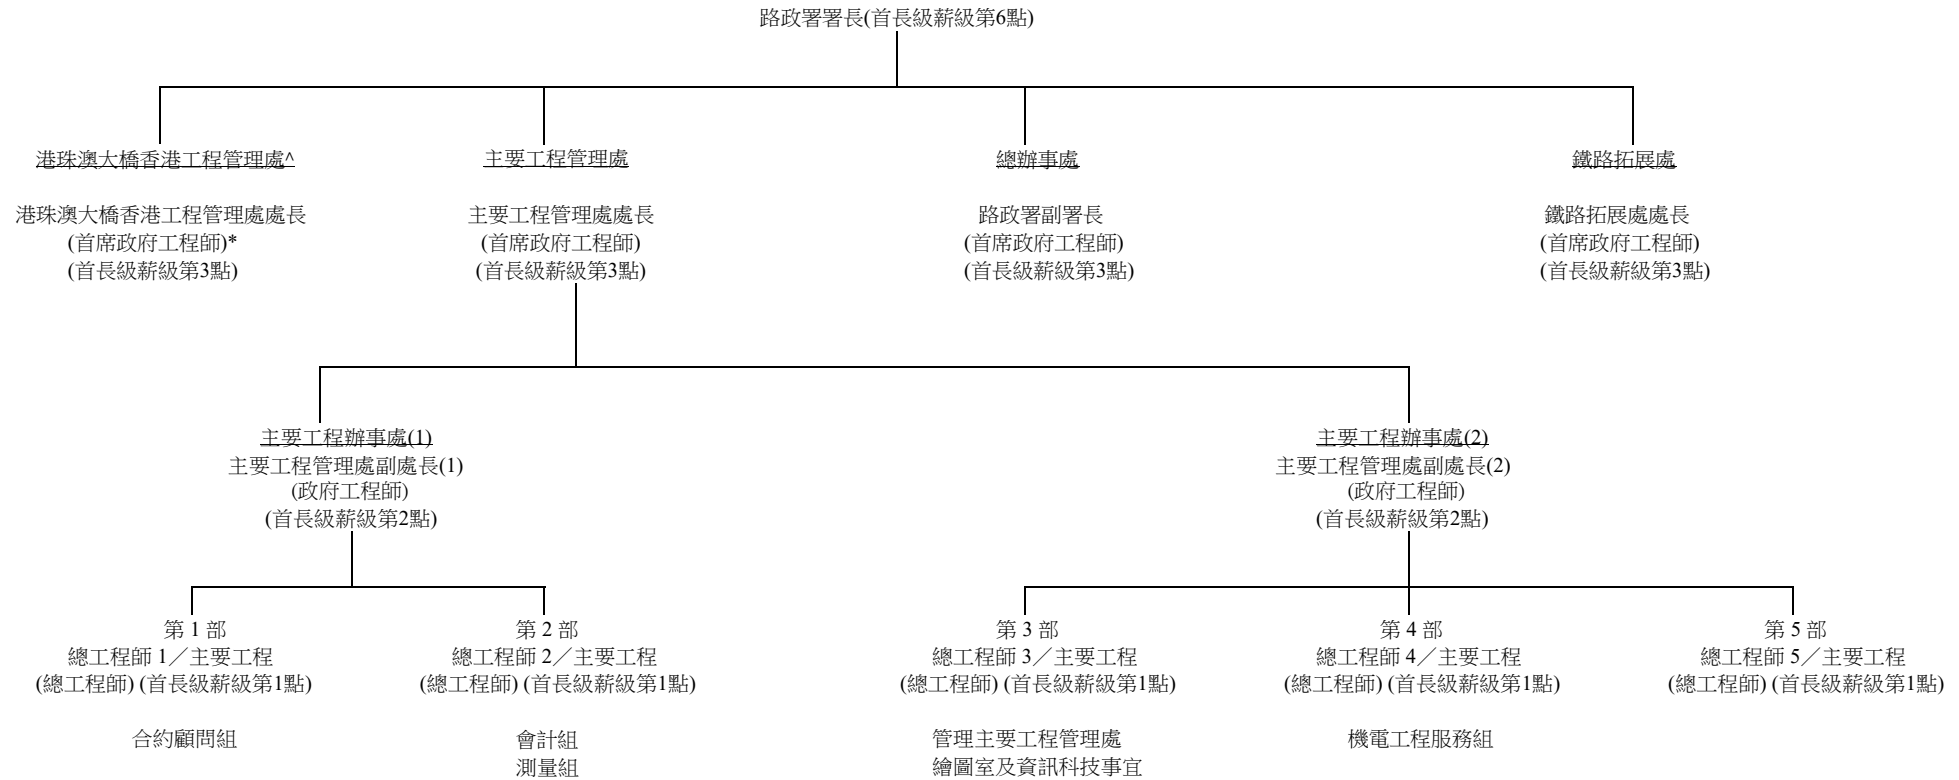 路政署署長(首長級薪級第6點)
港珠澳大橋香港工程管理處^
港珠澳大橋香港工程管理處處長
(首席政府工程師)*
(首長級薪級第3點)
主要工程管理處
主要工程管理處處長
(首席政府工程師)
(首長級薪級第3點)
總辦事處
路政署副署長
(首席政府工程師)
(首長級薪級第3點)
鐵路拓展處
鐵路拓展處處長
(首席政府工程師)
(首長級薪級第3點)
主要工程辦事處(1)
主要工程管理處副處長(1)
(政府工程師)
(首長級薪級第2點)
主要工程辦事處(2)
主要工程管理處副處長(2)
(政府工程師)
(首長級薪級第2點)
第 1 部
總工程師 1／主要工程
(總工程師) (首長級薪級第1點)
合約顧問組
第 2 部
總工程師 2／主要工程
(總工程師) (首長級薪級第1點)
會計組
測量組
第 3 部
總工程師 3／主要工程
(總工程師) (首長級薪級第1點)
管理主要工程管理處
繪圖室及資訊科技事宜
第 4 部
總工程師 4／主要工程
(總工程師) (首長級薪級第1點)
機電工程服務組
第 5 部
總工程師 5／主要工程
(總工程師) (首長級薪級第1點)